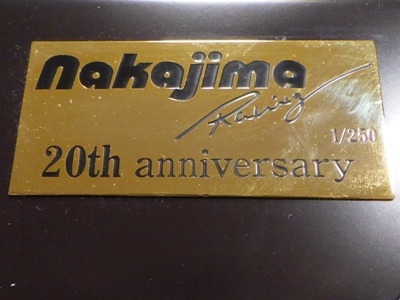 nakajima
Racing
1/250
20th anniversary